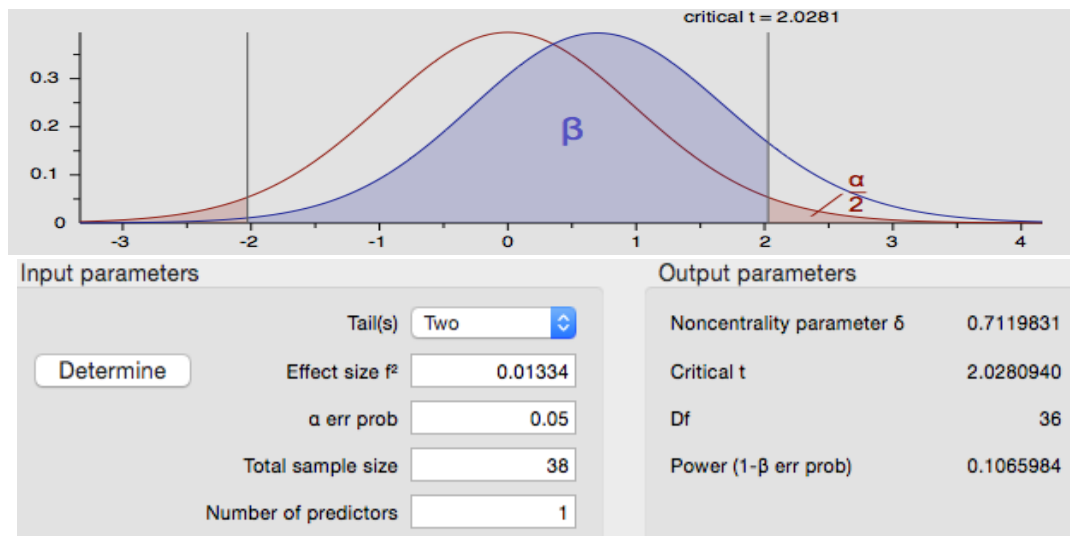 critical t = 2.0281
0.3
0.2
0.1
0
β
α
2
-3 -2 -1 0 1 2 3 4
Input parameters Output parameters
Tail(s) Two Noncentrality parameter δ 0.7119831
Determine Effect size f² 0.01334 Critical t 2.0280940
α err prob 0.05 Df 36
Total sample size 38 Power (1-β err prob) 0.1065984
Number of predictors 1